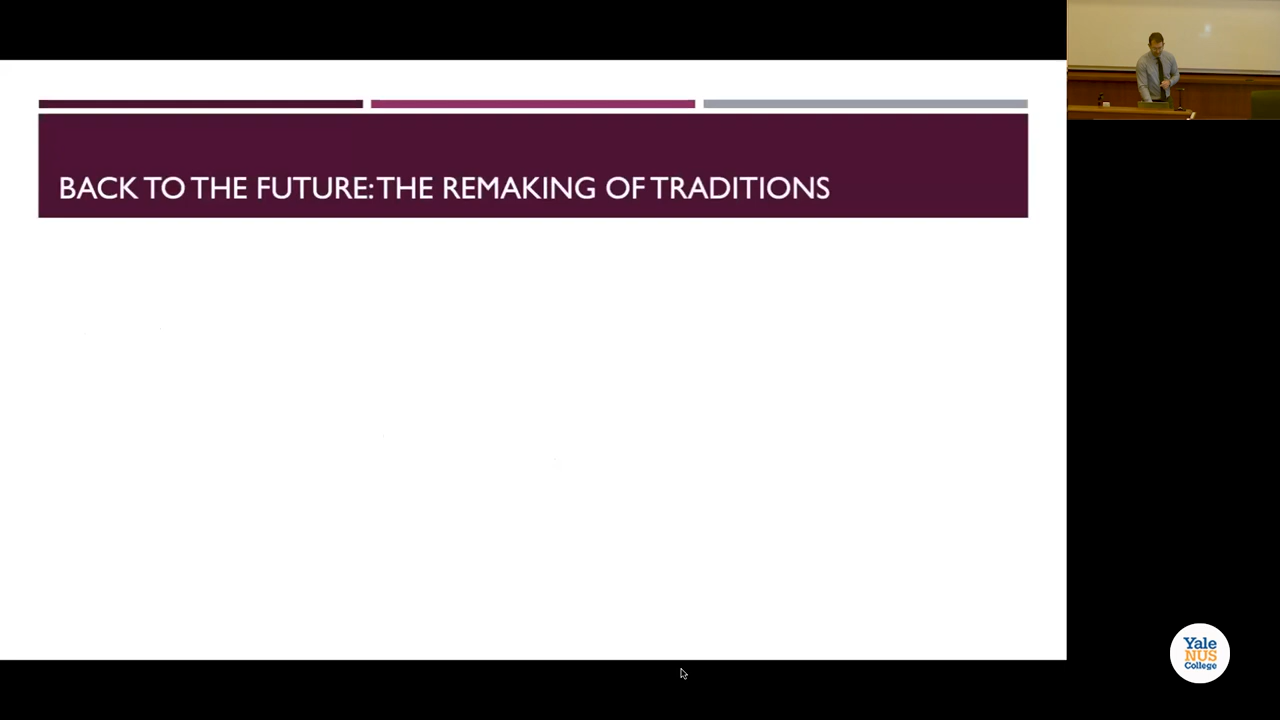 BACK TO THE FUTURE: THE REMAKING OF TRADITIONS
Yale
NUS
College